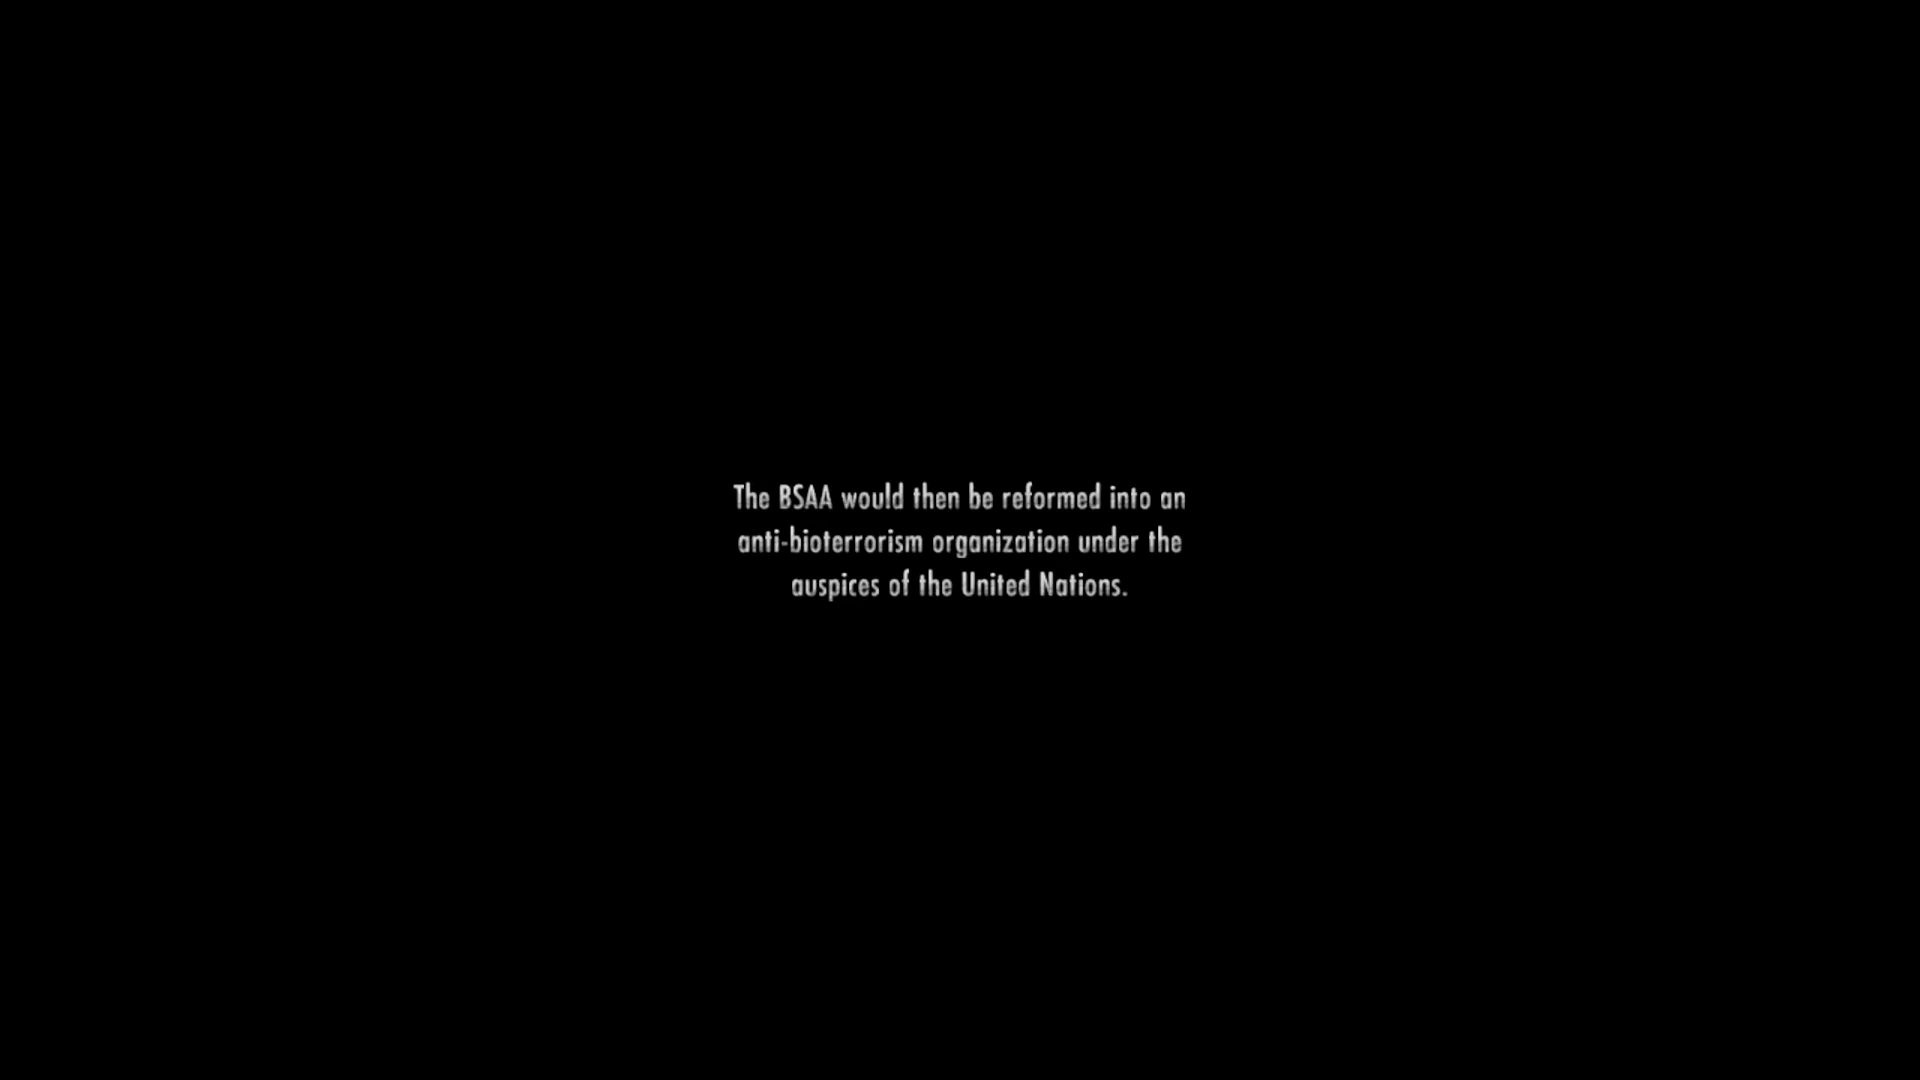 The BSAA would then be reformed into an
anti-bioterrorism organization under the
auspices of the United Nations.